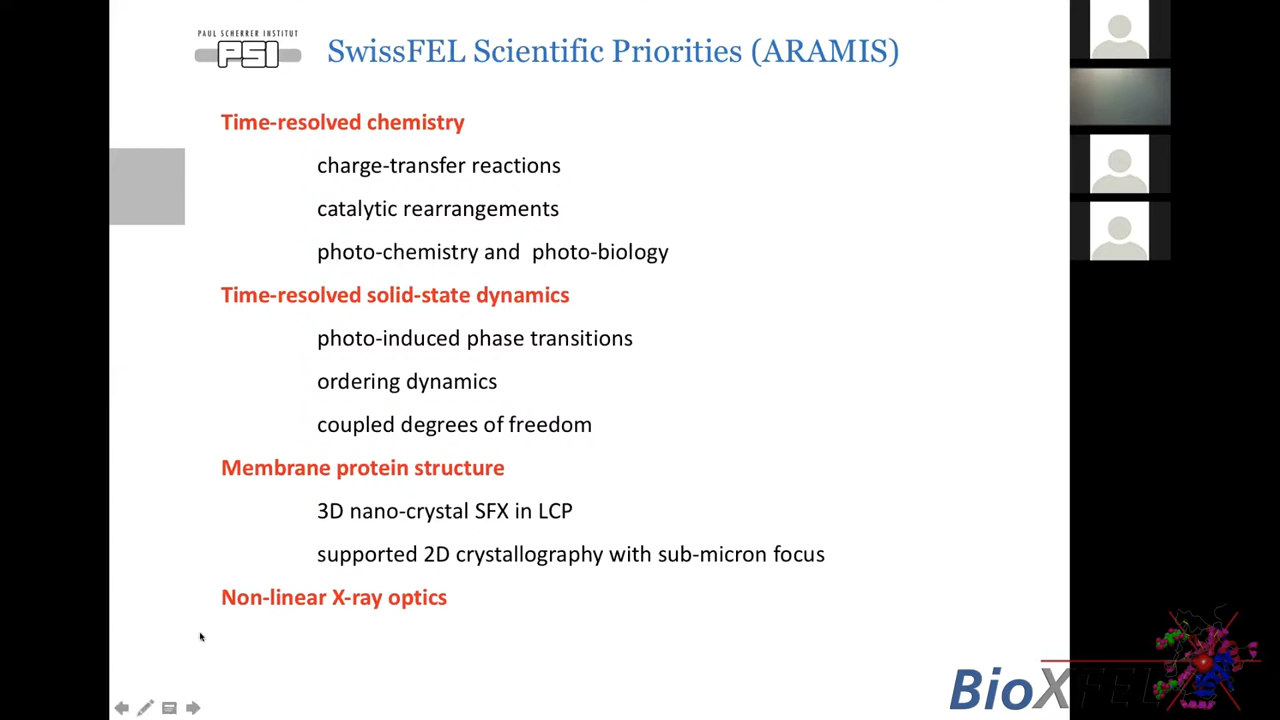 PAUL SCHERRER INSTITUT
PSI
SwissFEL Scientific Priorities (ARAMIS)
Time-resolved chemistry
charge-transfer reactions
catalytic rearrangements
photo-chemistry and photo-biology
Time-resolved solid-state dynamics
photo-induced phase transitions
ordering dynamics
coupled degrees of freedom
Membrane protein structure
3D nano-crystal SFX in LCP
supported 2D crystallography with sub-micron focus
Non-linear X-ray optics
BioXFEL